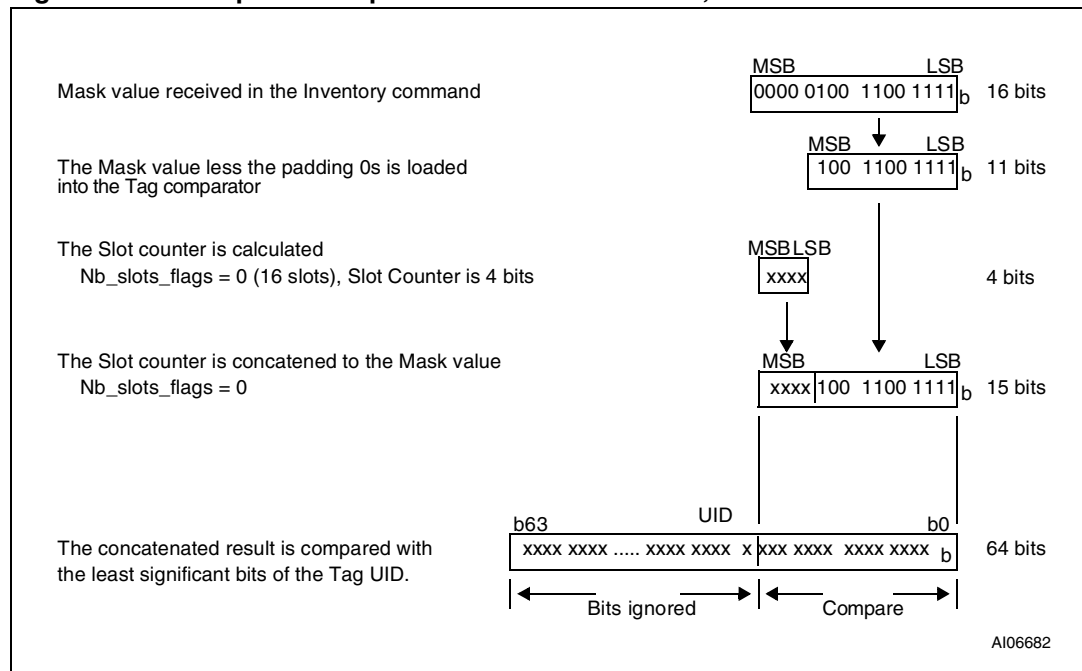 MSB LSB
Mask value received in the Inventory command 0000 0100 1100 1111 b 16 bits
MSB LSB
The Mask value less the padding 0s is loaded
into the Tag comparator
100 1100 1111 b 11 bits
The Slot counter is calculated
MSB LSB
Nb_slots_flags = 0 (16 slots), Slot Counter is 4 bits xxxx 4 bits
The Slot counter is concatened to the Mask value
MSB LSB
Nb_slots_flags = 0 xxxx 100 1100 1111 b 15 bits
UID
b63 b0
The concatenated result is compared with
the least significant bits of the Tag UID.
xxxx xxxx ..... xxxx xxxx x xxx xxxx xxxx xxxx b 64 bits
Bits ignored Compare
AI06682